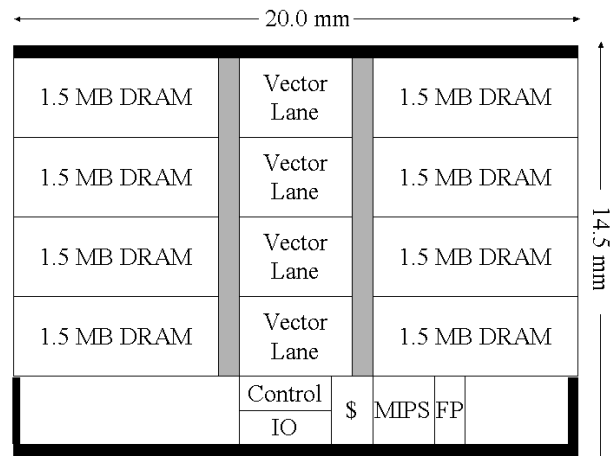 20.0 mm
1.5 MB DRAM
Vector
Lane
1.5 MB DRAM
1.5 MB DRAM
Vector
Lane
1.5 MB DRAM
1.5 MB DRAM
Vector
Lane
1.5 MB DRAM
1.5 MB DRAM
Vector
Lane
1.5 MB DRAM
14.5 mm
Control
IO
$
MIPS
FP